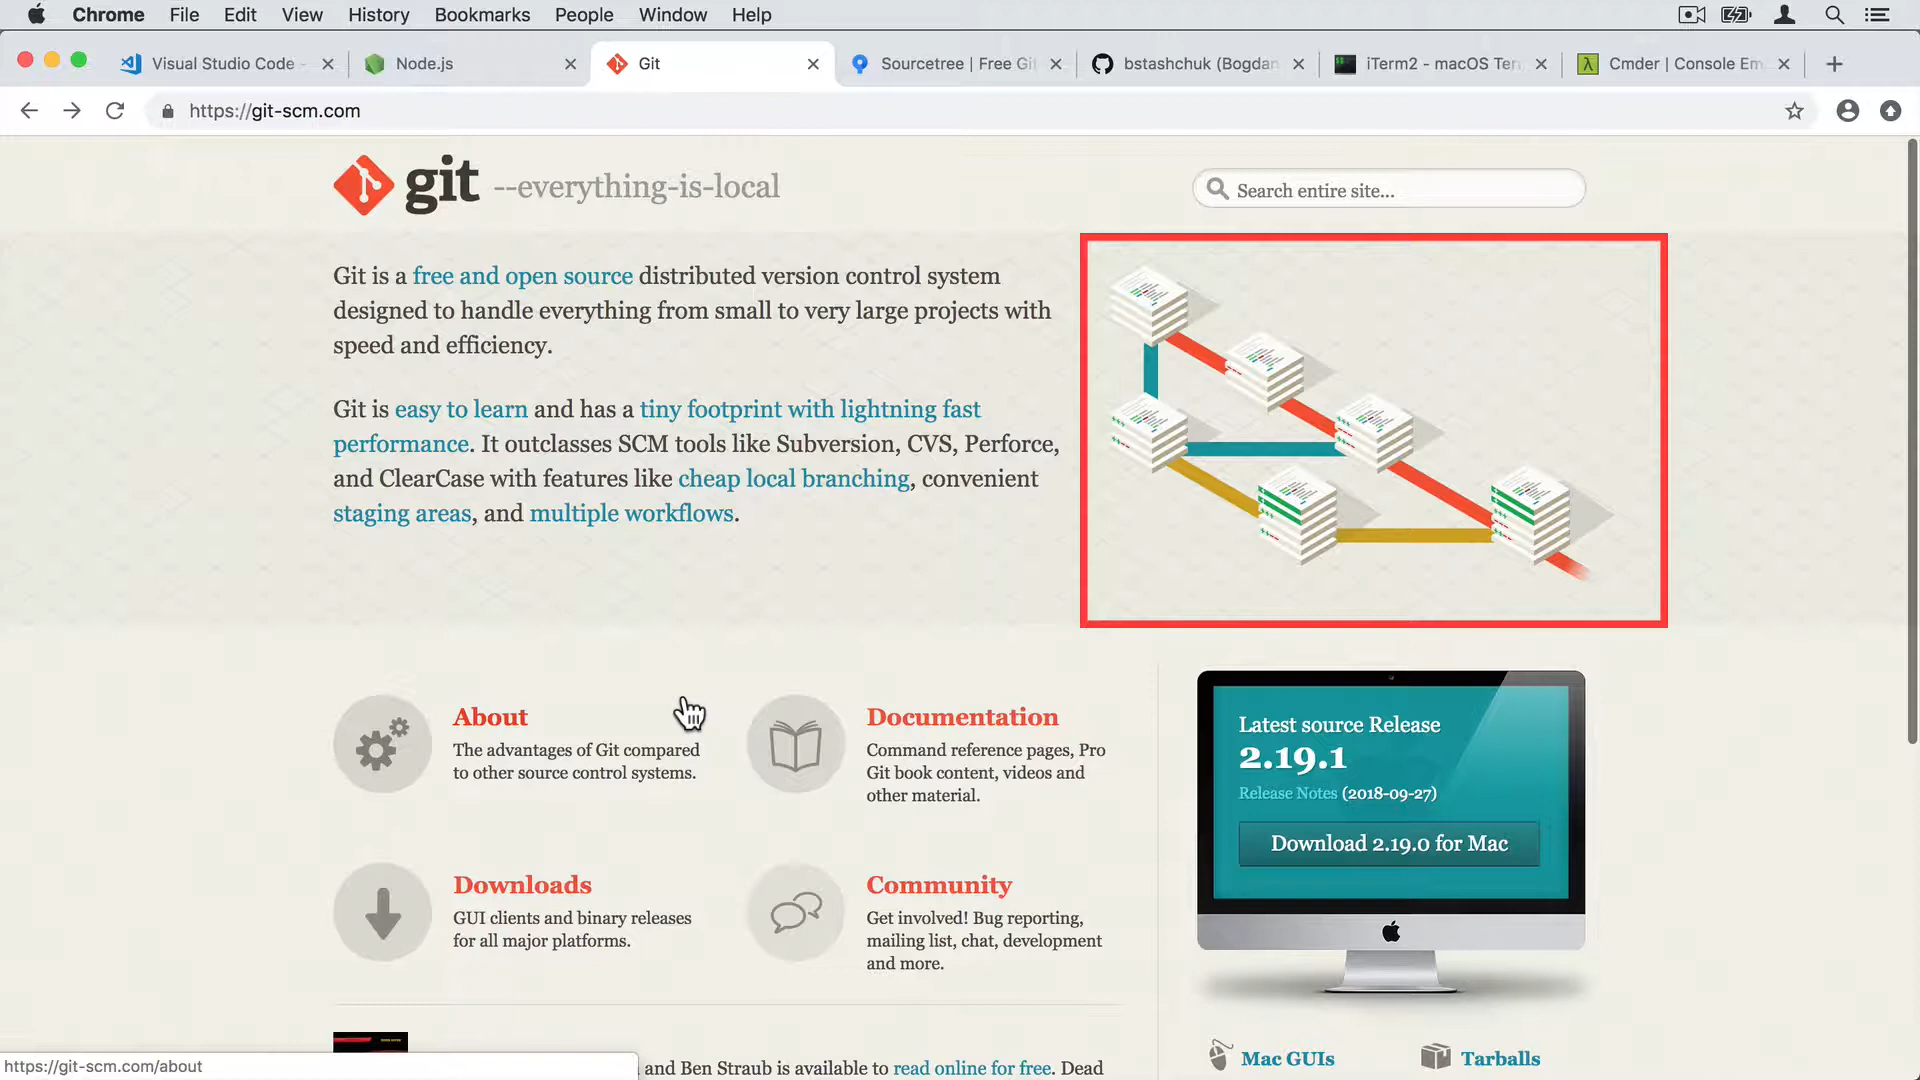 Chrome File Edit View History Bookmarks People Window Help
Visual Studio Code - Node.js Git Sourcetree | Free Git bstashchuk (Bogdan iTerm2 - macOS Ter Cmder | Console Em
https://git-scm.com
git --everything-is-local
Search entire site...
Git is a free and open source distributed version control system
designed to handle everything from small to very large projects with
speed and efficiency.
Git is easy to learn and has a tiny footprint with lightning fast
performance. It outclasses SCM tools like Subversion, CVS, Perforce,
and ClearCase with features like cheap local branching, convenient
staging areas, and multiple workflows.
About
The advantages of Git compared
to other source control systems.
Documentation
Command reference pages, Pro
Git book content, videos and
other material.
Downloads
GUI clients and binary releases
for all major platforms.
Community
Get involved! Bug reporting,
mailing list, chat, development
and more.
Latest source Release
2.19.1
Release Notes (2018-09-27)
Download 2.19.0 for Mac
Mac GUIs Tarballs
and Ben Straub is available to read online for free. Dead
https://git-scm.com/about